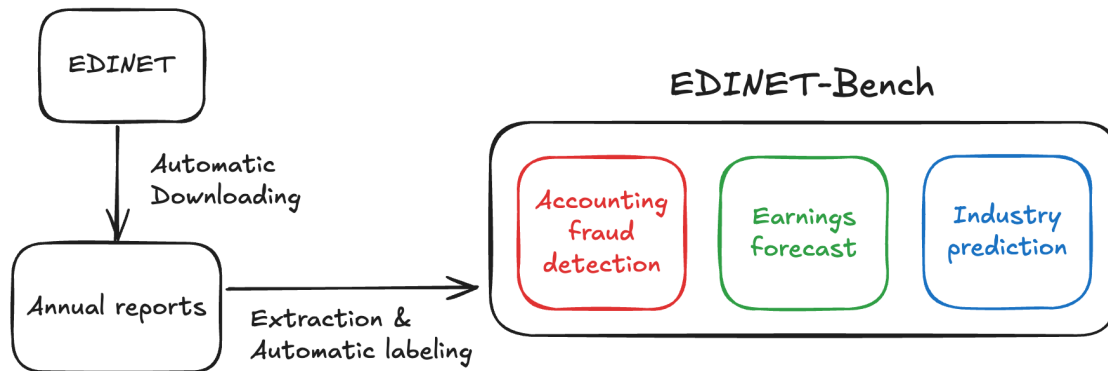 EDINET
Automatic
Downloading
Annual reports
Extraction &
Automatic labeling
EDINET-Bench
Accounting
fraud
detection
Earnings
forecast
Industry
prediction